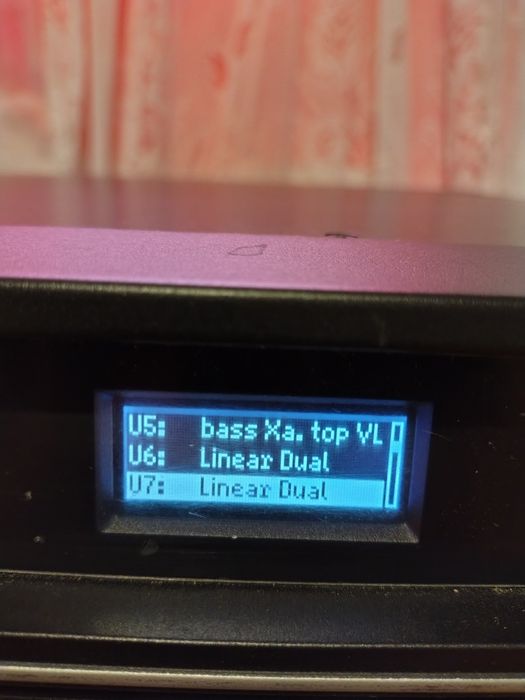 U5: bass Xa. top VL
U6: Linear Dual
U7: Linear Dual